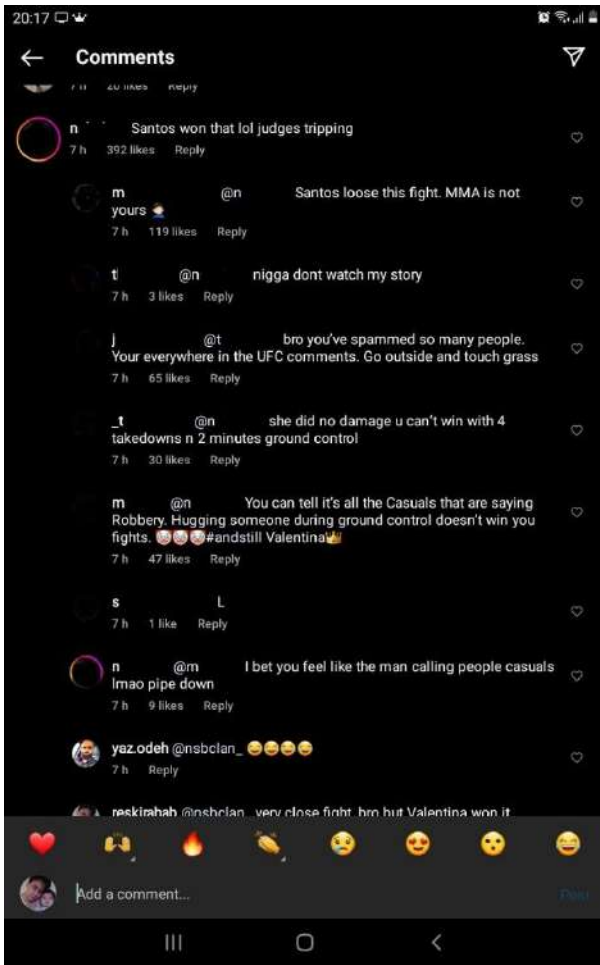 20:17
Comments
7 h 20 likes Reply
n Santos won that lol judges tripping
7 h 392 likes Reply
m @n Santos loose this fight. MMA is not
yours 🤦
7 h 119 likes Reply
t @n nigga dont watch my story
7 h 3 likes Reply
j @t bro you've spammed so many people.
Your everywhere in the UFC comments. Go outside and touch grass
7 h 65 likes Reply
_t @n she did no damage u can't win with 4
takedowns n 2 minutes ground control
7 h 30 likes Reply
m @n You can tell it's all the Casuals that are saying
Robbery. Hugging someone during ground control doesn't win you
fights. 🤡🤡🤡#andstill Valentina👑
7 h 47 likes Reply
s L
7 h 1 like Reply
n @m I bet you feel like the man calling people casuals
lmao pipe down
7 h 9 likes Reply
yaz.odeh @nsbclan_ 😂😂😂😂
7 h Reply
reskirahab @nsbclan_ very close fight, bro but Valentina won it
Add a comment...
Post